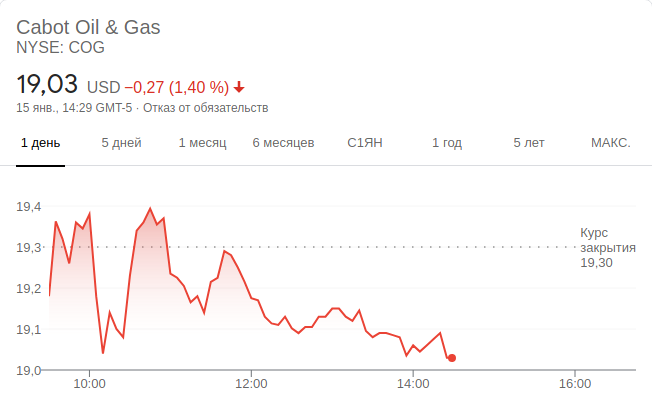 Cabot Oil & Gas
NYSE: COG
19,03 USD −0,27 (1,40 %)
15 янв., 14:29 GMT-5 · Отказ от обязательств
1 день 5 дней 1 месяц 6 месяцев С1ЯН 1 год 5 лет МАКС.
19,4
Курс
19,3 закрытия
19,30
19,2
19,1
19,0
10:00 12:00 14:00 16:00